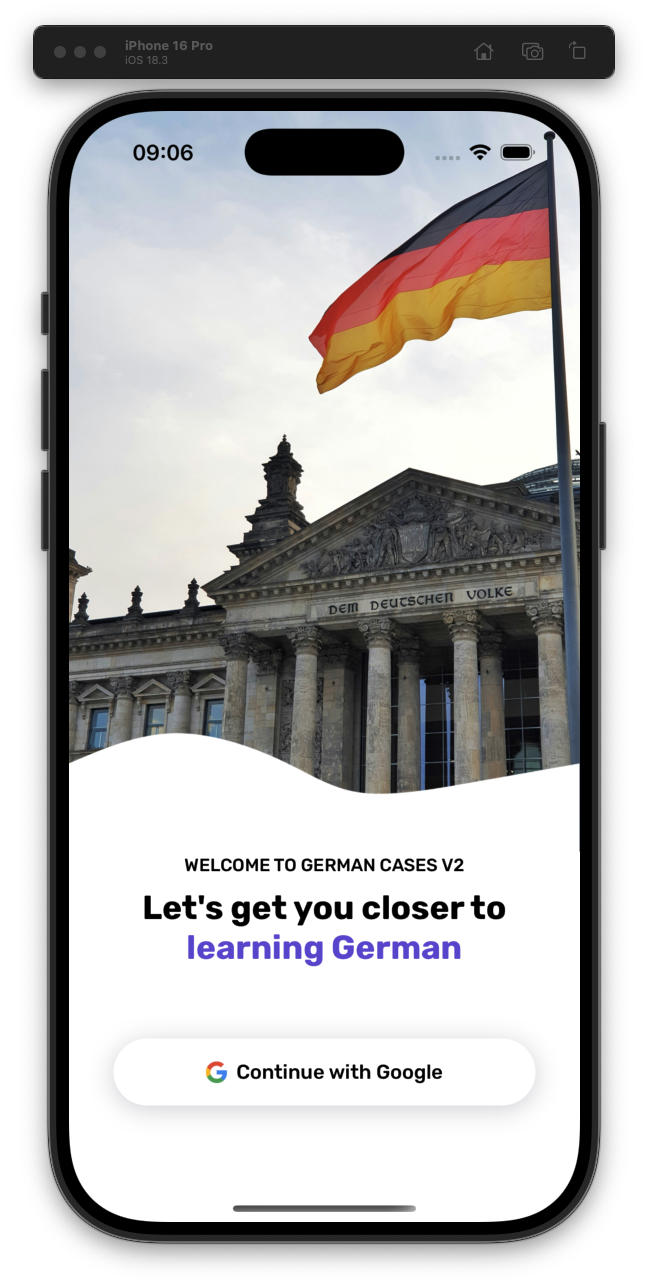 iPhone 16 Pro
iOS 18.3
09:06
DEM DEUTSCHEN VOLKE
WELCOME TO GERMAN CASES V2
Let's get you closer to
learning German
Continue with Google